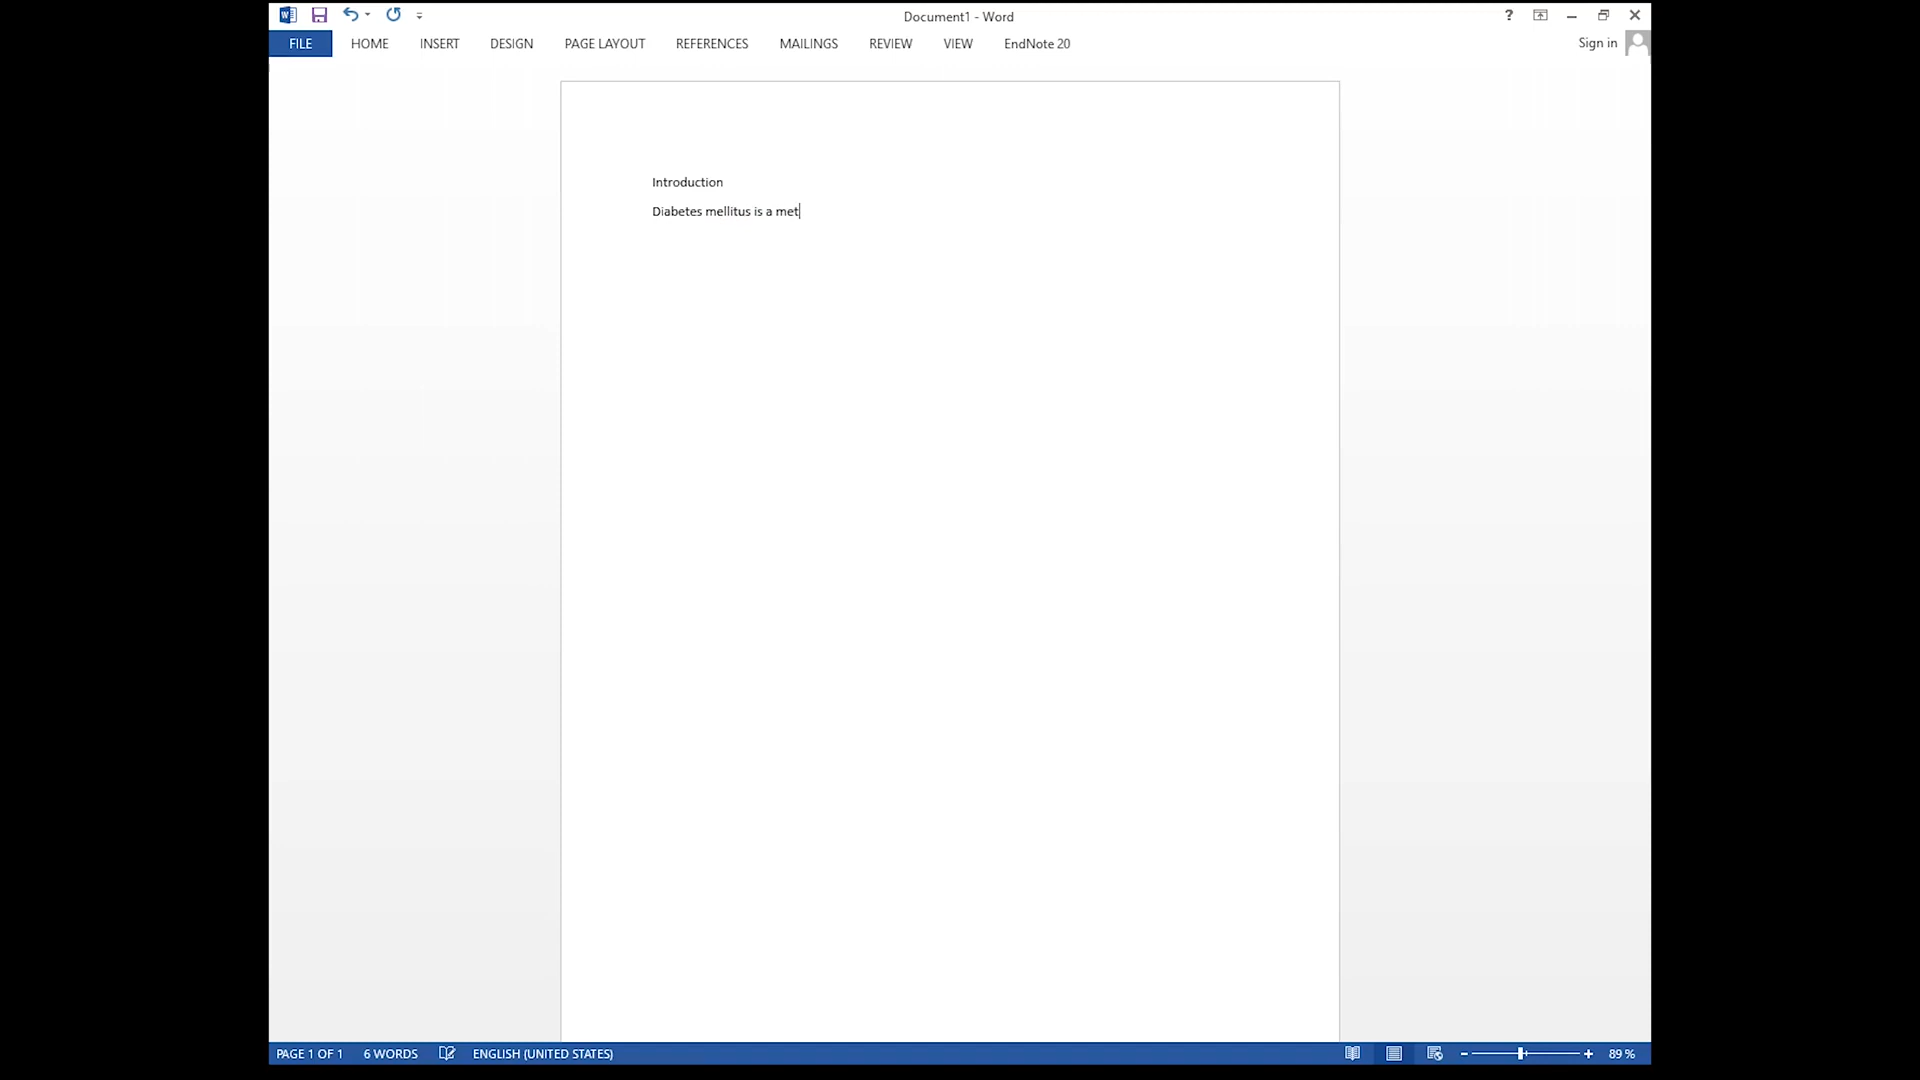 Document1 - Word
?
FILE HOME INSERT DESIGN PAGE LAYOUT REFERENCES MAILINGS REVIEW VIEW EndNote 20 Sign in
Introduction
Diabetes mellitus is a met
PAGE 1 OF 1 6 WORDS ENGLISH (UNITED STATES) 89 %